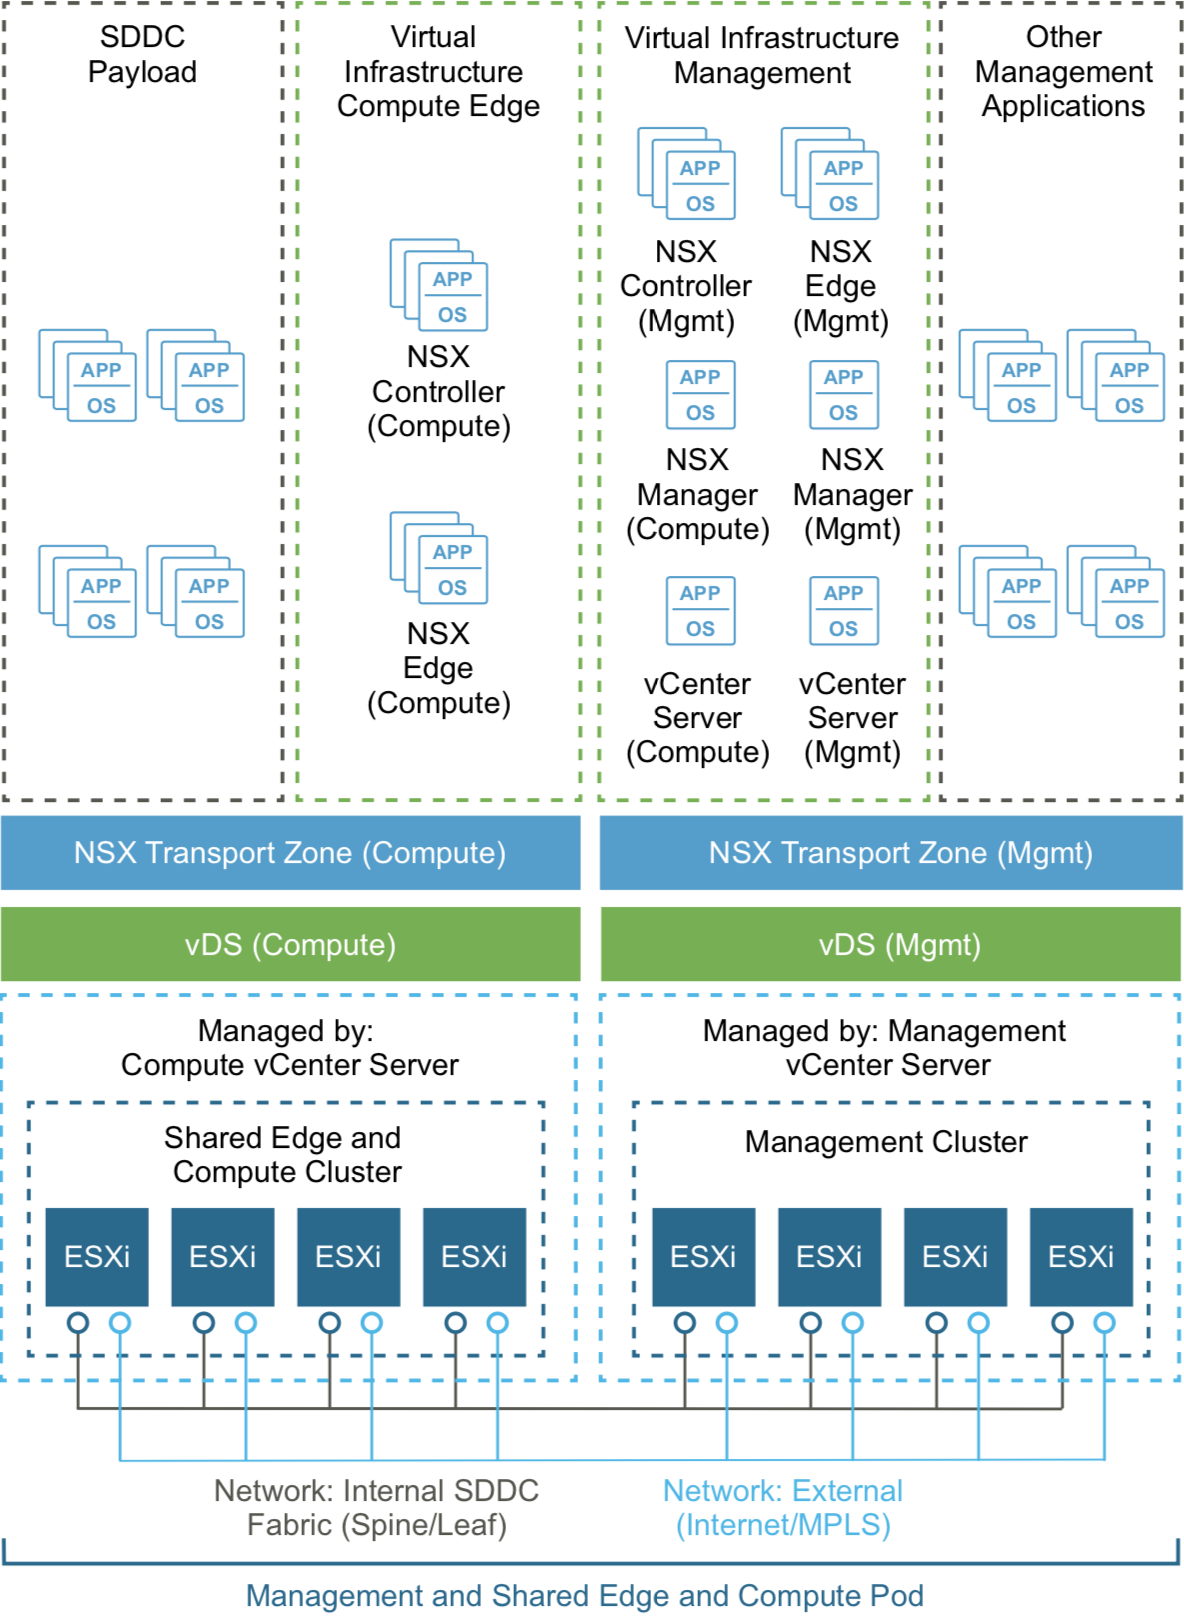 SDDC
Payload
Virtual
Infrastructure
Compute Edge
Virtual Infrastructure
Management
Other
Management
Applications
APP
OS
APP
OS
APP
OS
APP
OS
APP
OS
NSX
Controller
(Compute)
APP
OS
NSX
Edge
(Compute)
APP
OS
NSX
Controller
(Mgmt)
APP
OS
NSX
Edge
(Mgmt)
APP
OS
NSX
Manager
(Compute)
APP
OS
NSX
Manager
(Mgmt)
APP
OS
vCenter
Server
(Compute)
APP
OS
vCenter
Server
(Mgmt)
APP
OS
APP
OS
APP
OS
APP
OS
NSX Transport Zone (Compute)
NSX Transport Zone (Mgmt)
vDS (Compute)
vDS (Mgmt)
Managed by:
Compute vCenter Server
Shared Edge and
Compute Cluster
ESXi
ESXi
ESXi
ESXi
Managed by: Management
vCenter Server
Management Cluster
ESXi
ESXi
ESXi
ESXi
Network: Internal SDDC
Fabric (Spine/Leaf)
Network: External
(Internet/MPLS)
Management and Shared Edge and Compute Pod